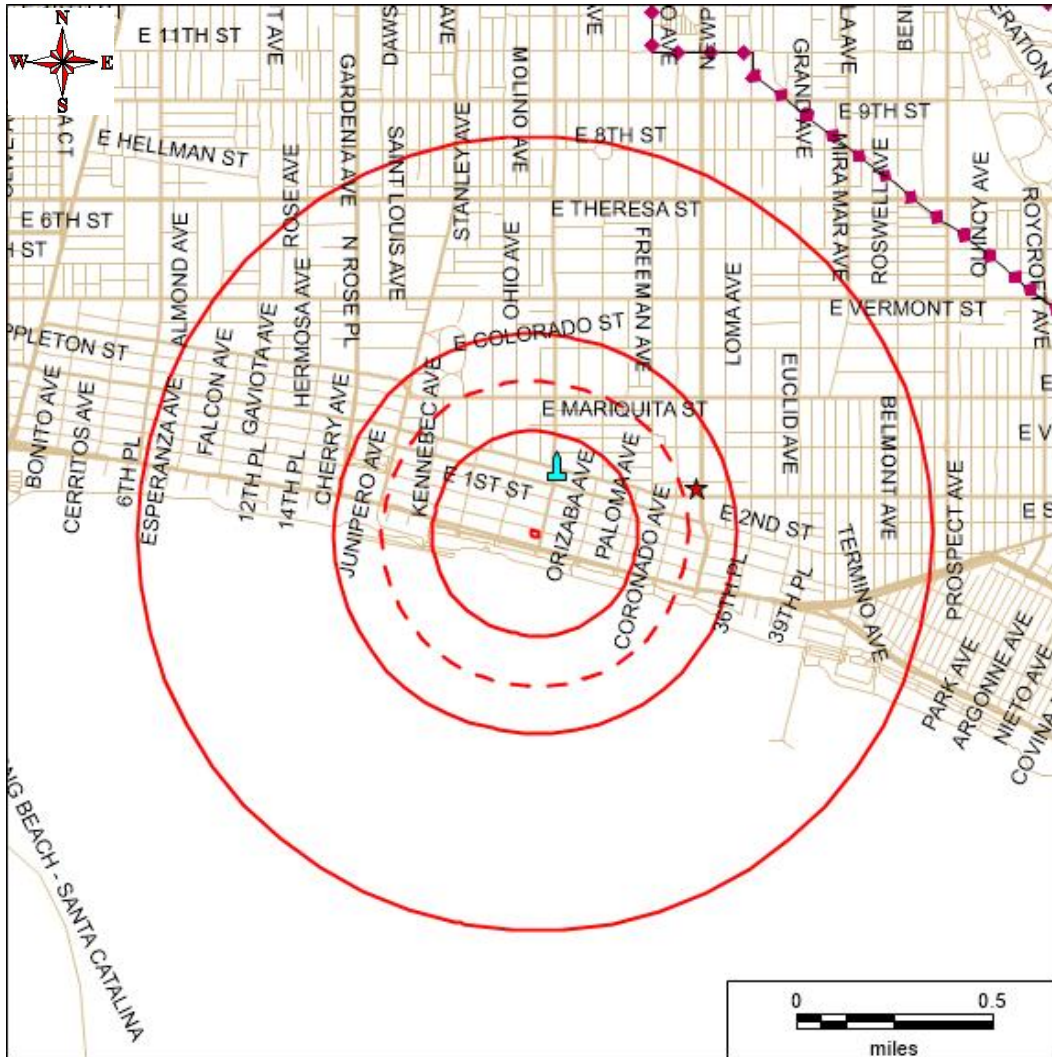 N
W E
S
E 11TH ST
T AVE
DAWS
AVE
AVE
O AVE
NEWP
LA AVE
BEN
GARDENIA AVE
MOLINO AVE
GRAND AVE
E 9TH ST
ACT
E HELLMAN ST
SAINT LOUIS AVE
STANLEY AVE
E 8TH ST
MIRA MAR AVE
ROSWELL AVE
QUINCY AVE
ROSE AVE
E THERESA ST
E 6TH ST
H ST
ALMOND AVE
N ROSE PL
OHIO AVE
FREEMAN AVE
LOMA AVE
E VERMONT ST
HERMOSA AVE
GAVIOTA AVE
FALCON AVE
E COLORADO ST
PPLETON ST
EUCLID AVE
BELMONT AVE
BONITO AVE
CERRITOS AVE
6TH PL
ESPERANZA AVE
12TH PL
14TH PL
CHERRY AVE
JUNIPERO AVE
KENNEBEC AVE
E MARIQUITA ST
E V
E 1ST ST
ORIZABA AVE
PALOMA AVE
CORONADO AVE
E 2ND ST
E S
PROSPECT AVE
36TH PL
39TH PL
TERMINO AVE
PARK AVE
ARGONNE AVE
NIETO AVE
COVINA
NG BEACH - SANTA CATALINA
0 0.5
miles